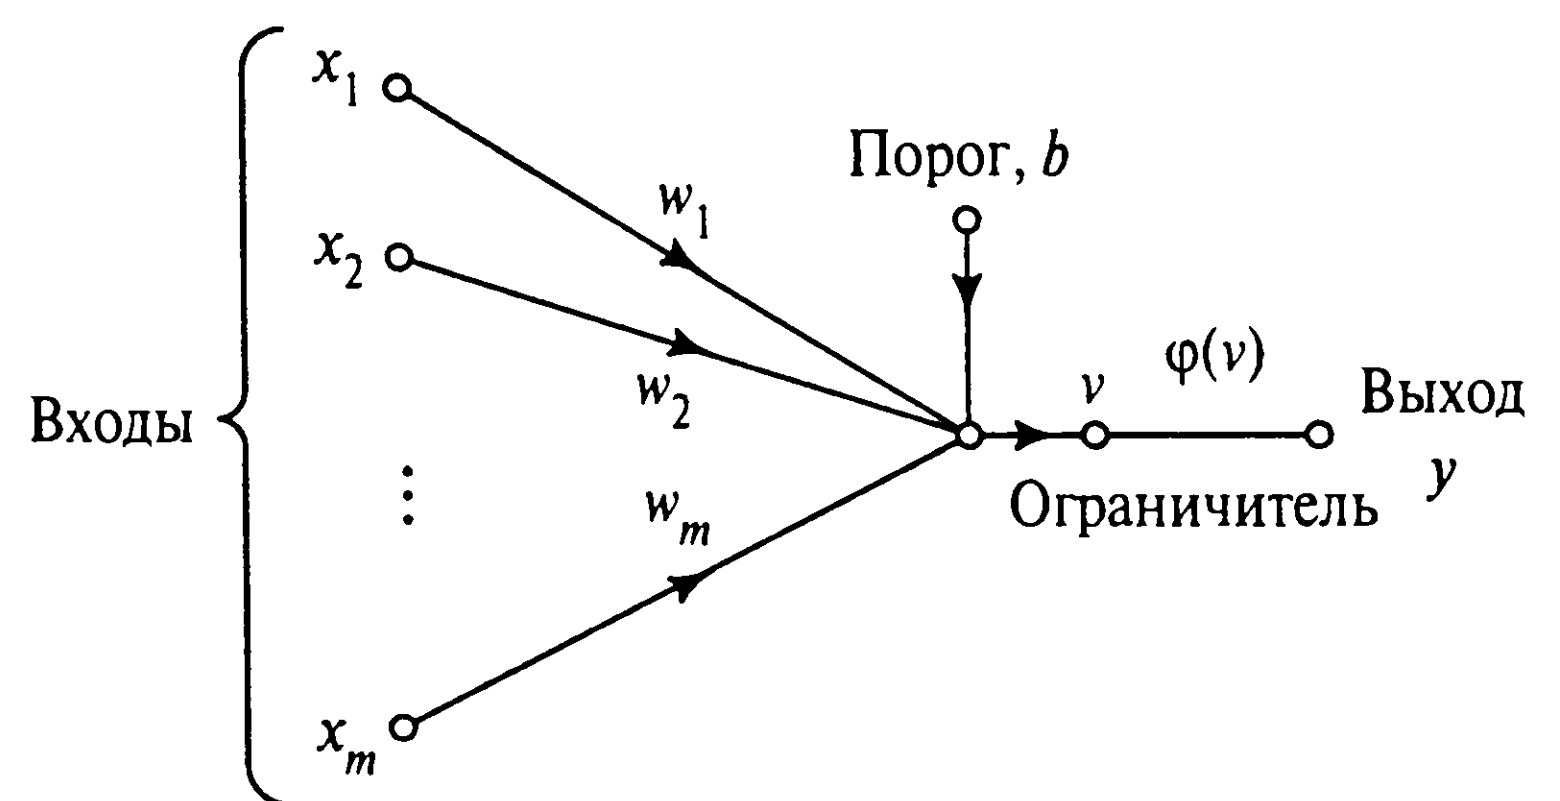 x₁
Порог, b
w₁
x₂
φ(v)
v
w₂
Выход
y
Входы
⋮
wₘ
Ограничитель
xₘ